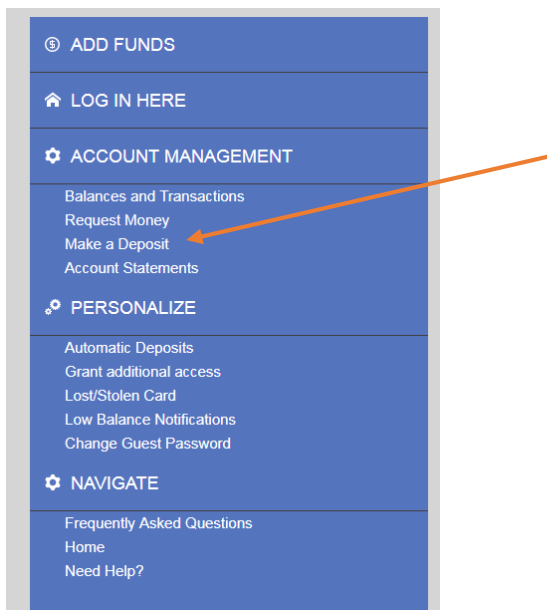 ADD FUNDS
LOG IN HERE
ACCOUNT MANAGEMENT
Balances and Transactions
Request Money
Make a Deposit
Account Statements
PERSONALIZE
Automatic Deposits
Grant additional access
Lost/Stolen Card
Low Balance Notifications
Change Guest Password
NAVIGATE
Frequently Asked Questions
Home
Need Help?